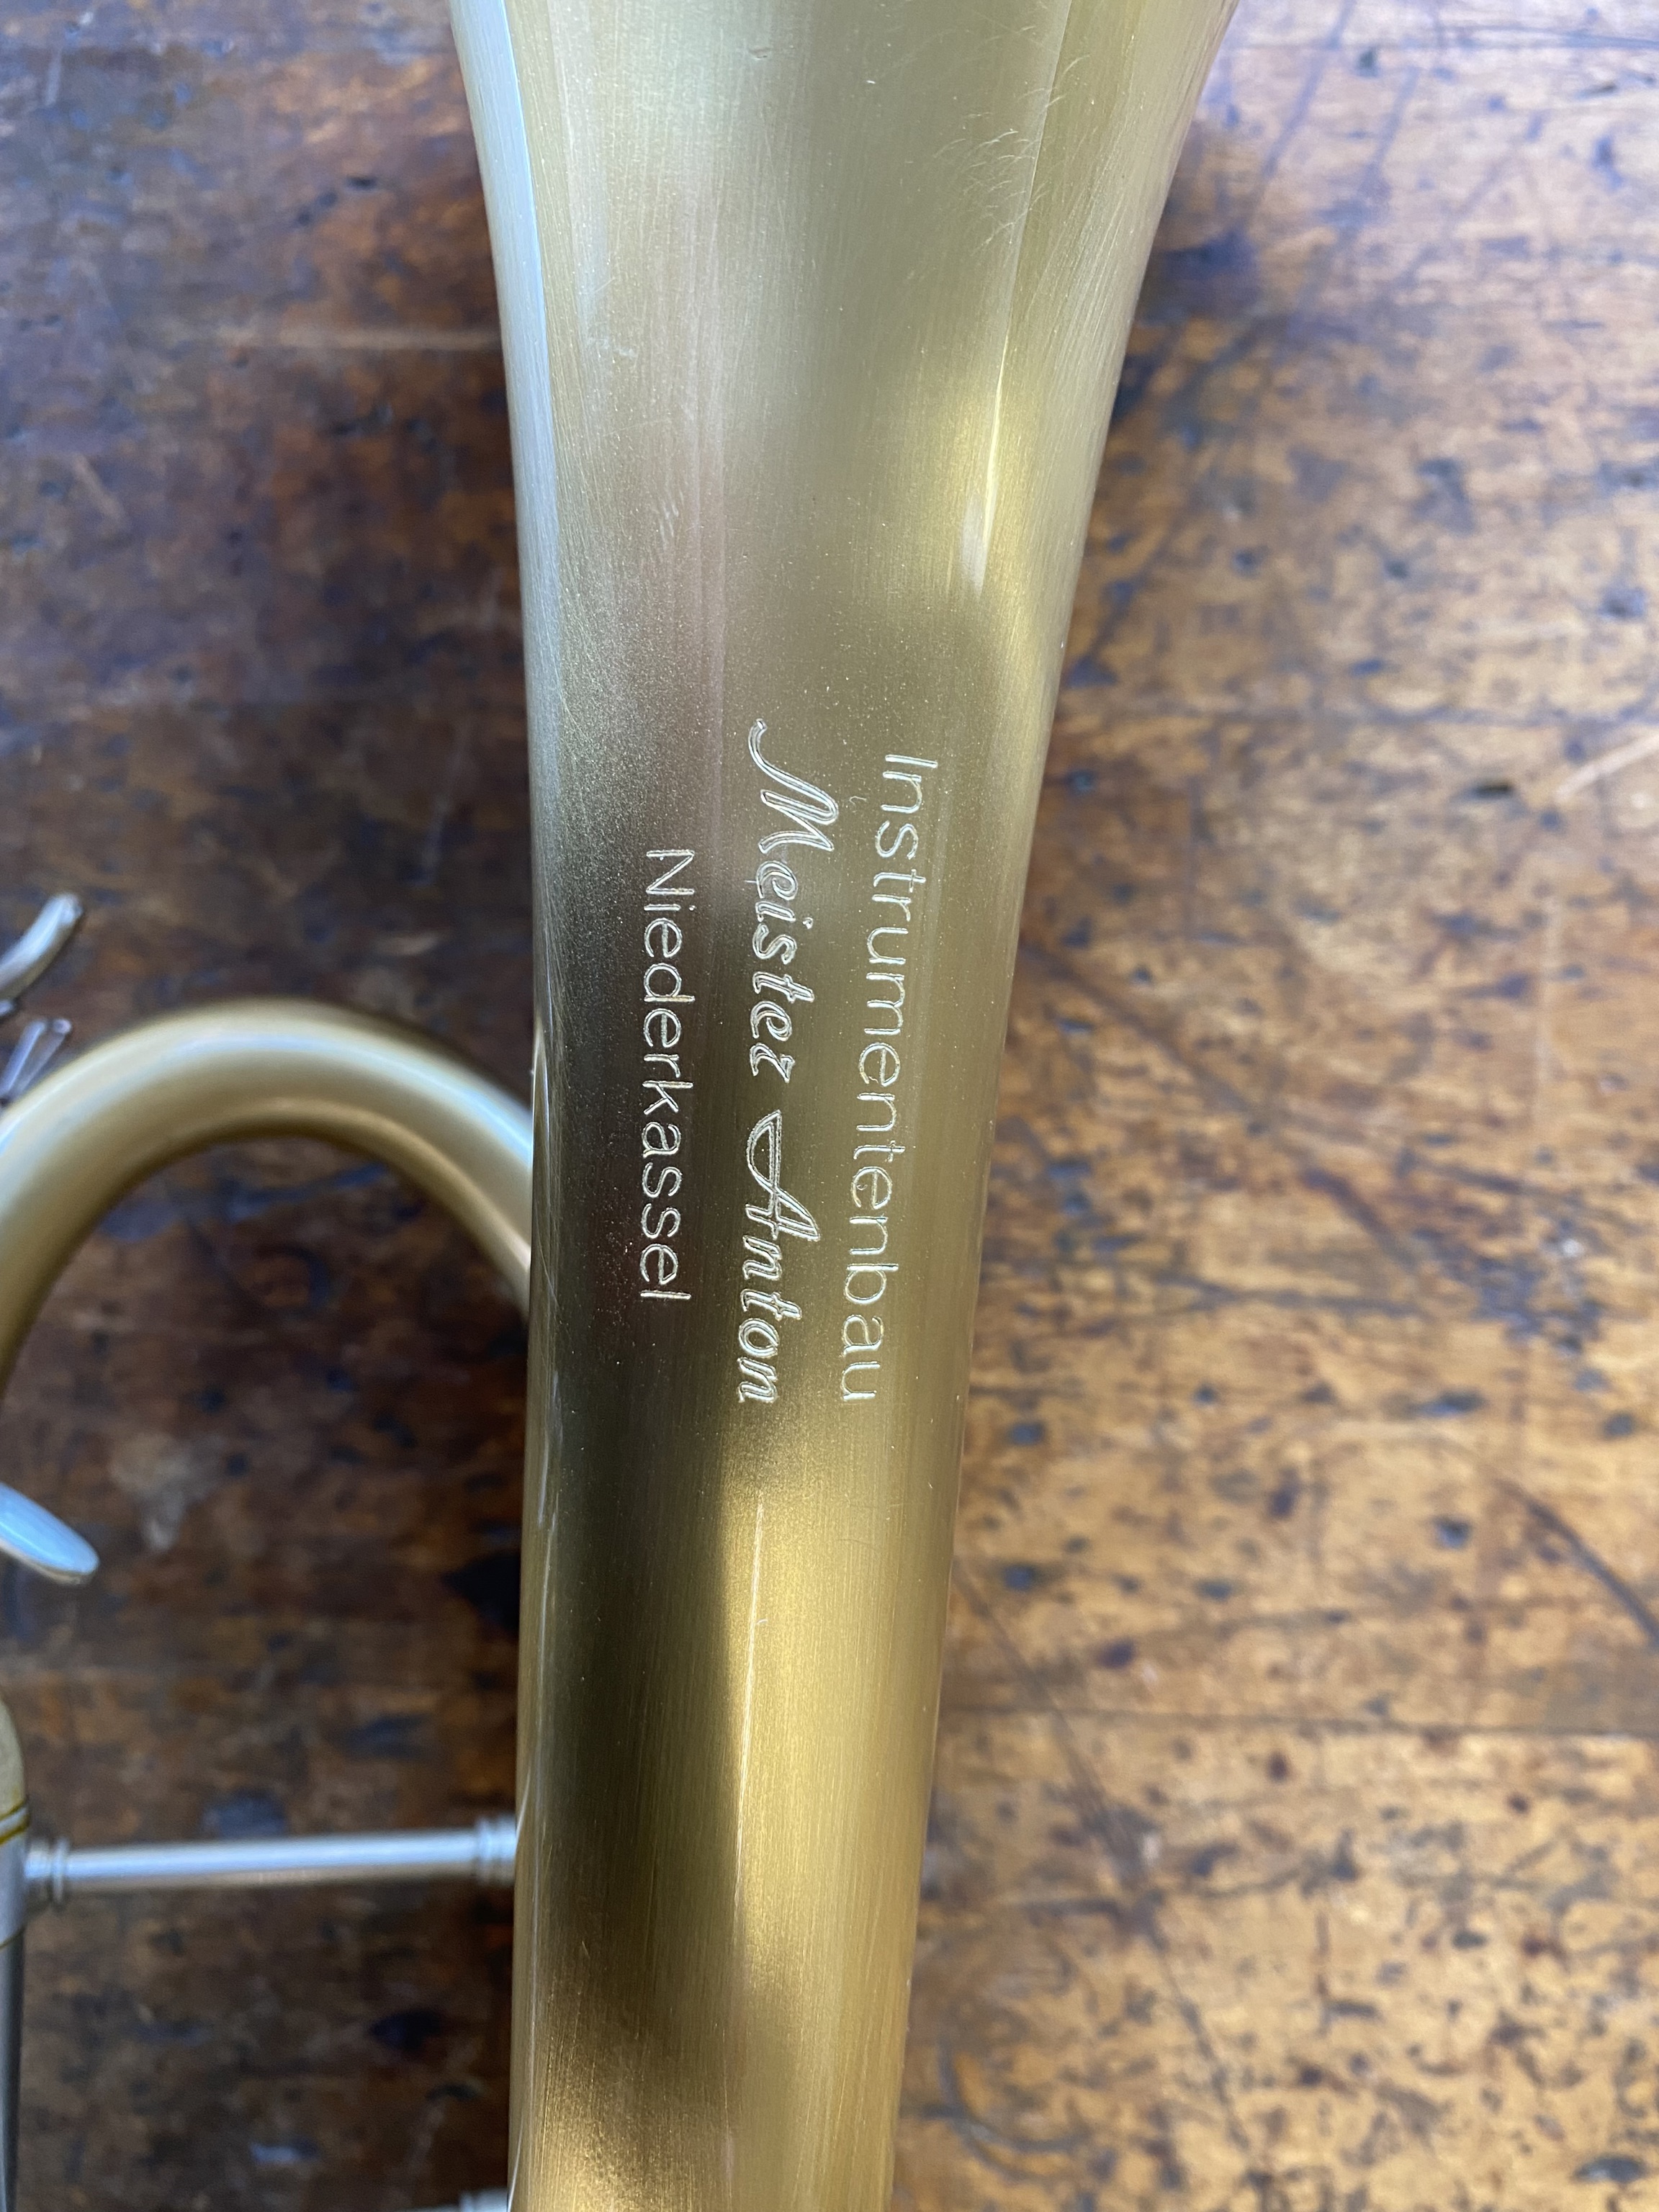 Instrumentenbau
Meister Anton
Niederkassel